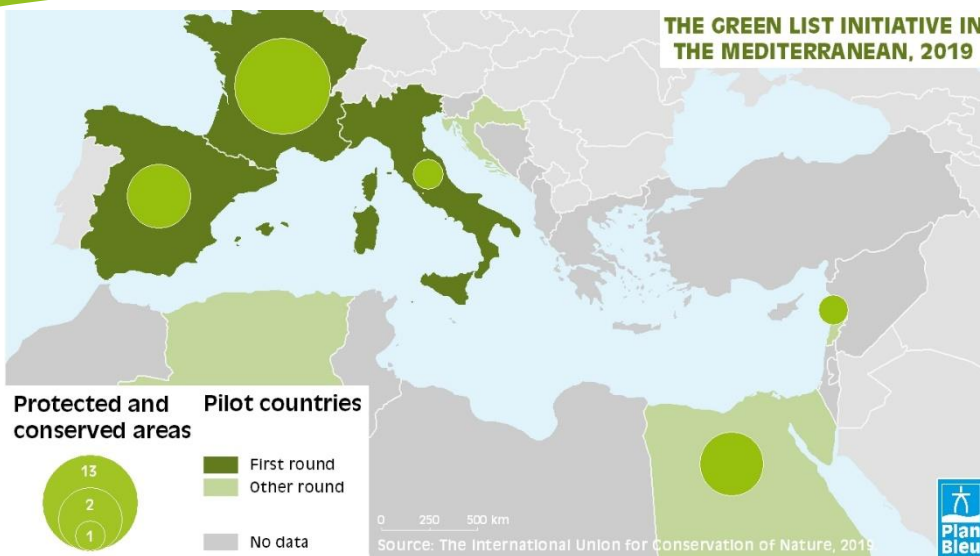 THE GREEN LIST INITIATIVE IN
THE MEDITERRANEAN, 2019
Protected and
conserved areas
13
2
1
Pilot countries
First round
Other round
No data
0 250 500 km
Source: The International Union for Conservation of Nature, 2019
Plan
Bleu